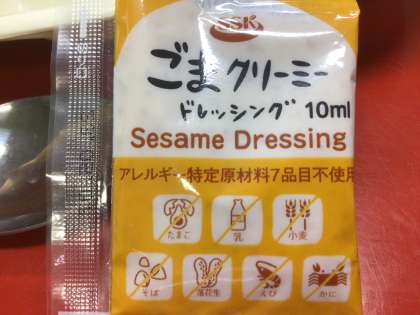 ごまクリーミー
ドレッシング 10ml
Sesame Dressing
アレルギー特定原材料7品目不使用
たまご 乳 小麦
そば 落花生 えび かに